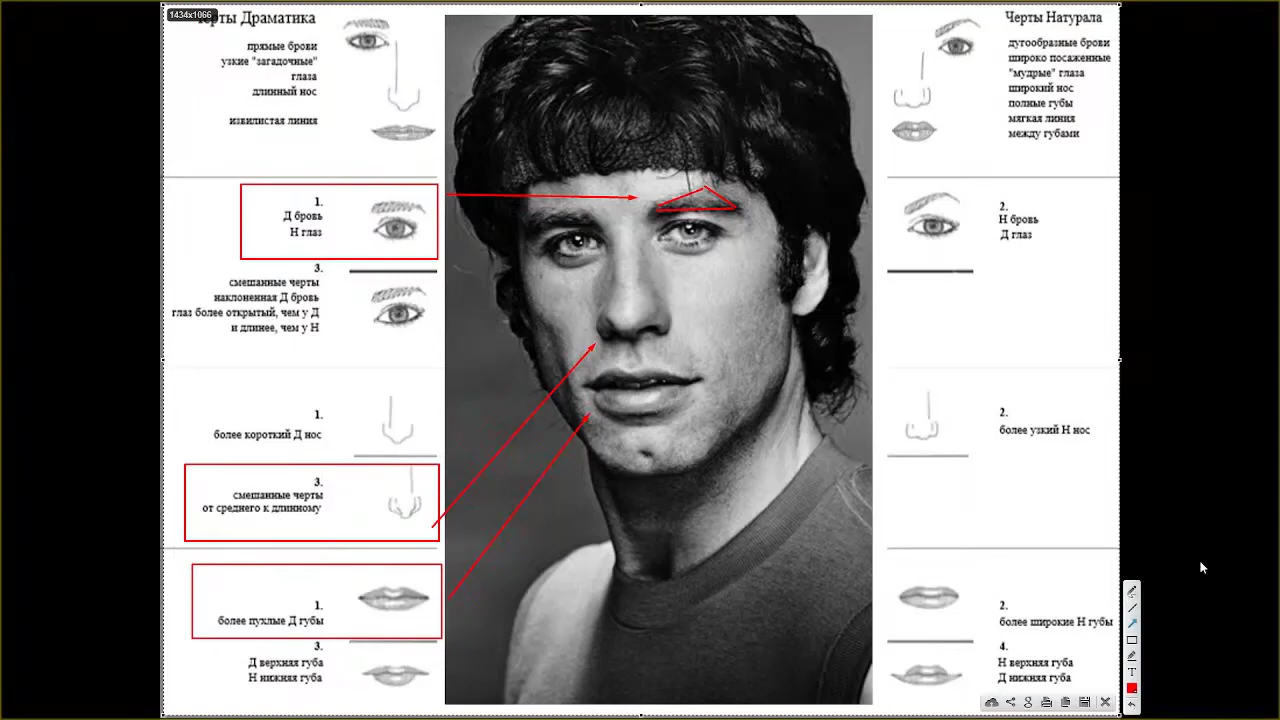 1434x1066
Черты Драматика
прямые брови
узкие "загадочные"
глаза
длинный нос
извилистая линия
1.
Д бровь
Н глаз
3.
смешанные черты
наклоненная Д бровь
глаз более открытый, чем у Д
и длинее, чем у Н
1.
более короткий Д нос
3.
смешанные черты
от среднего к длинному
1.
более пухлые Д губы
3.
Д верхняя губа
Н нижняя губа
Черты Натурала
дугообразные брови
широко посаженные
"мудрые" глаза
широкий нос
полные губы
мягкая линия
между губами
2.
Н бровь
Д глаз
2.
более узкий Н нос
2.
более широкие Н губы
4.
Н верхняя губа
Д нижняя губа
T